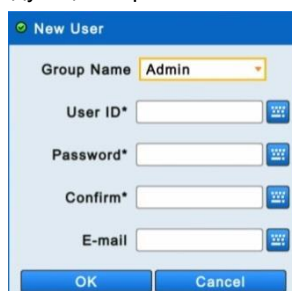 New User
Group Name Admin
User ID*
Password*
Confirm*
E-mail
OK Cancel